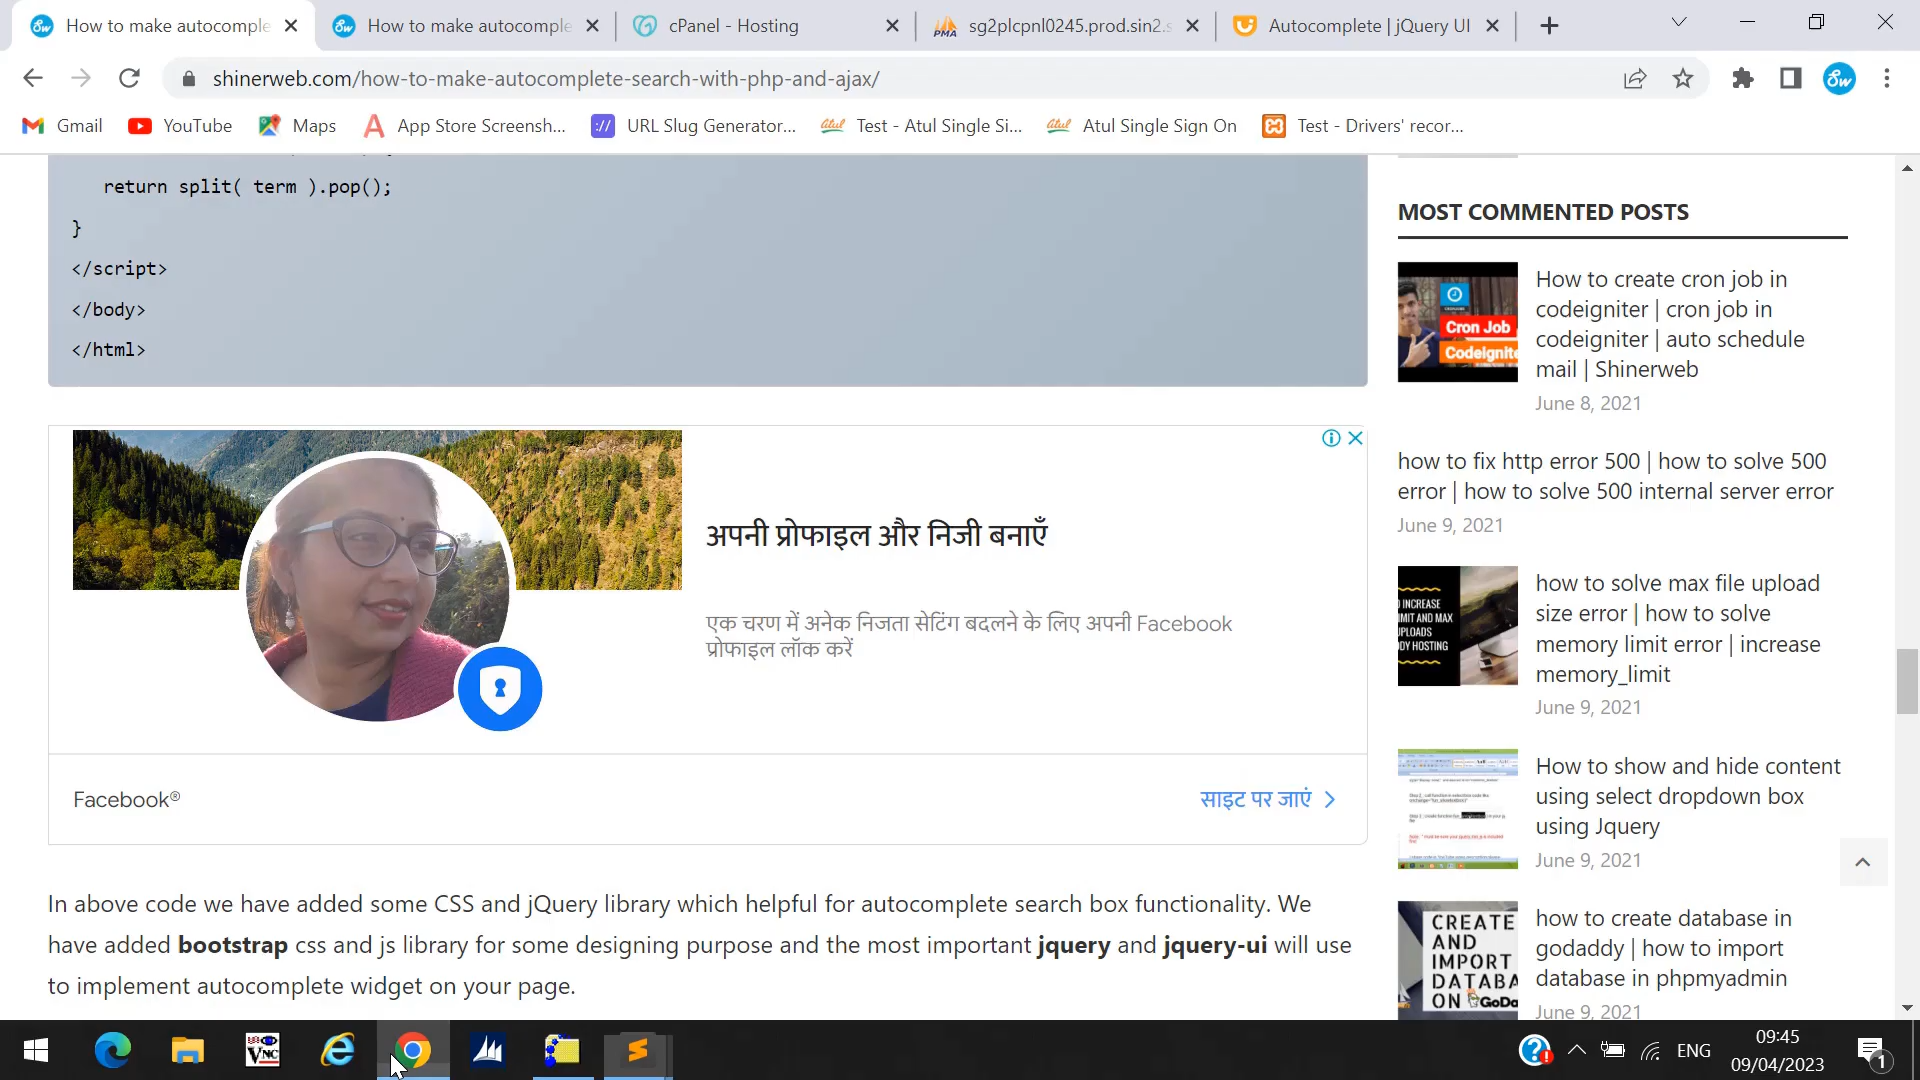 How to make autocomple
How to make autocomple
cPanel - Hosting
PMA
sg2plcpnl0245.prod.sin2.s
Autocomplete | jQuery UI
shinerweb.com/how-to-make-autocomplete-search-with-php-and-ajax/
Sw
Gmail
YouTube
Maps
App Store Screensh...
URL Slug Generator...
Test - Atul Single Si...
Atul Single Sign On
Test - Drivers' recor...
return split( term ).pop();
}
</script>
</body>
</html>
अपनी प्रोफ़ाइल और निजी बनाएँ
एक चरण में अनेक निजता सेटिंग बदलने के लिए अपनी Facebook
प्रोफ़ाइल लॉक करें
Facebook®
साइट पर जाएं
In above code we have added some CSS and jQuery library which helpful for autocomplete search box functionality. We
have added bootstrap css and js library for some designing purpose and the most important jquery and jquery-ui will use
to implement autocomplete widget on your page.
MOST COMMENTED POSTS
Cron Job
Codeignite
How to create cron job in
codeigniter | cron job in
codeigniter | auto schedule
mail | Shinerweb
June 8, 2021
how to fix http error 500 | how to solve 500
error | how to solve 500 internal server error
June 9, 2021
O INCREASE
IMIT AND MAX
UPLOADS
DY HOSTING
how to solve max file upload
size error | how to solve
memory limit error | increase
memory_limit
June 9, 2021
How to show and hide content
using select dropdown box
using Jquery
June 9, 2021
CREATE
AND
IMPORT
DATABA
ON GoDa
how to create database in
godaddy | how to import
database in phpmyadmin
June 9, 2021
VNC
ENG
09:45
09/04/2023
1